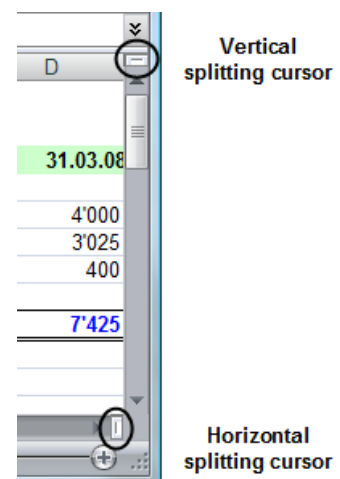 Vertical
splitting cursor
D
31.03.08
4'000
3'025
400
7'425
Horizontal
splitting cursor